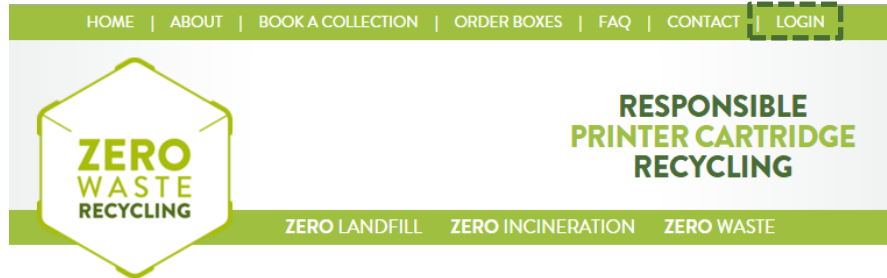 HOME | ABOUT | BOOK A COLLECTION | ORDER BOXES | FAQ | CONTACT | LOGIN
ZERO
WASTE
RECYCLING
RESPONSIBLE
PRINTER CARTRIDGE
RECYCLING
ZERO LANDFILL ZERO INCINERATION ZERO WASTE